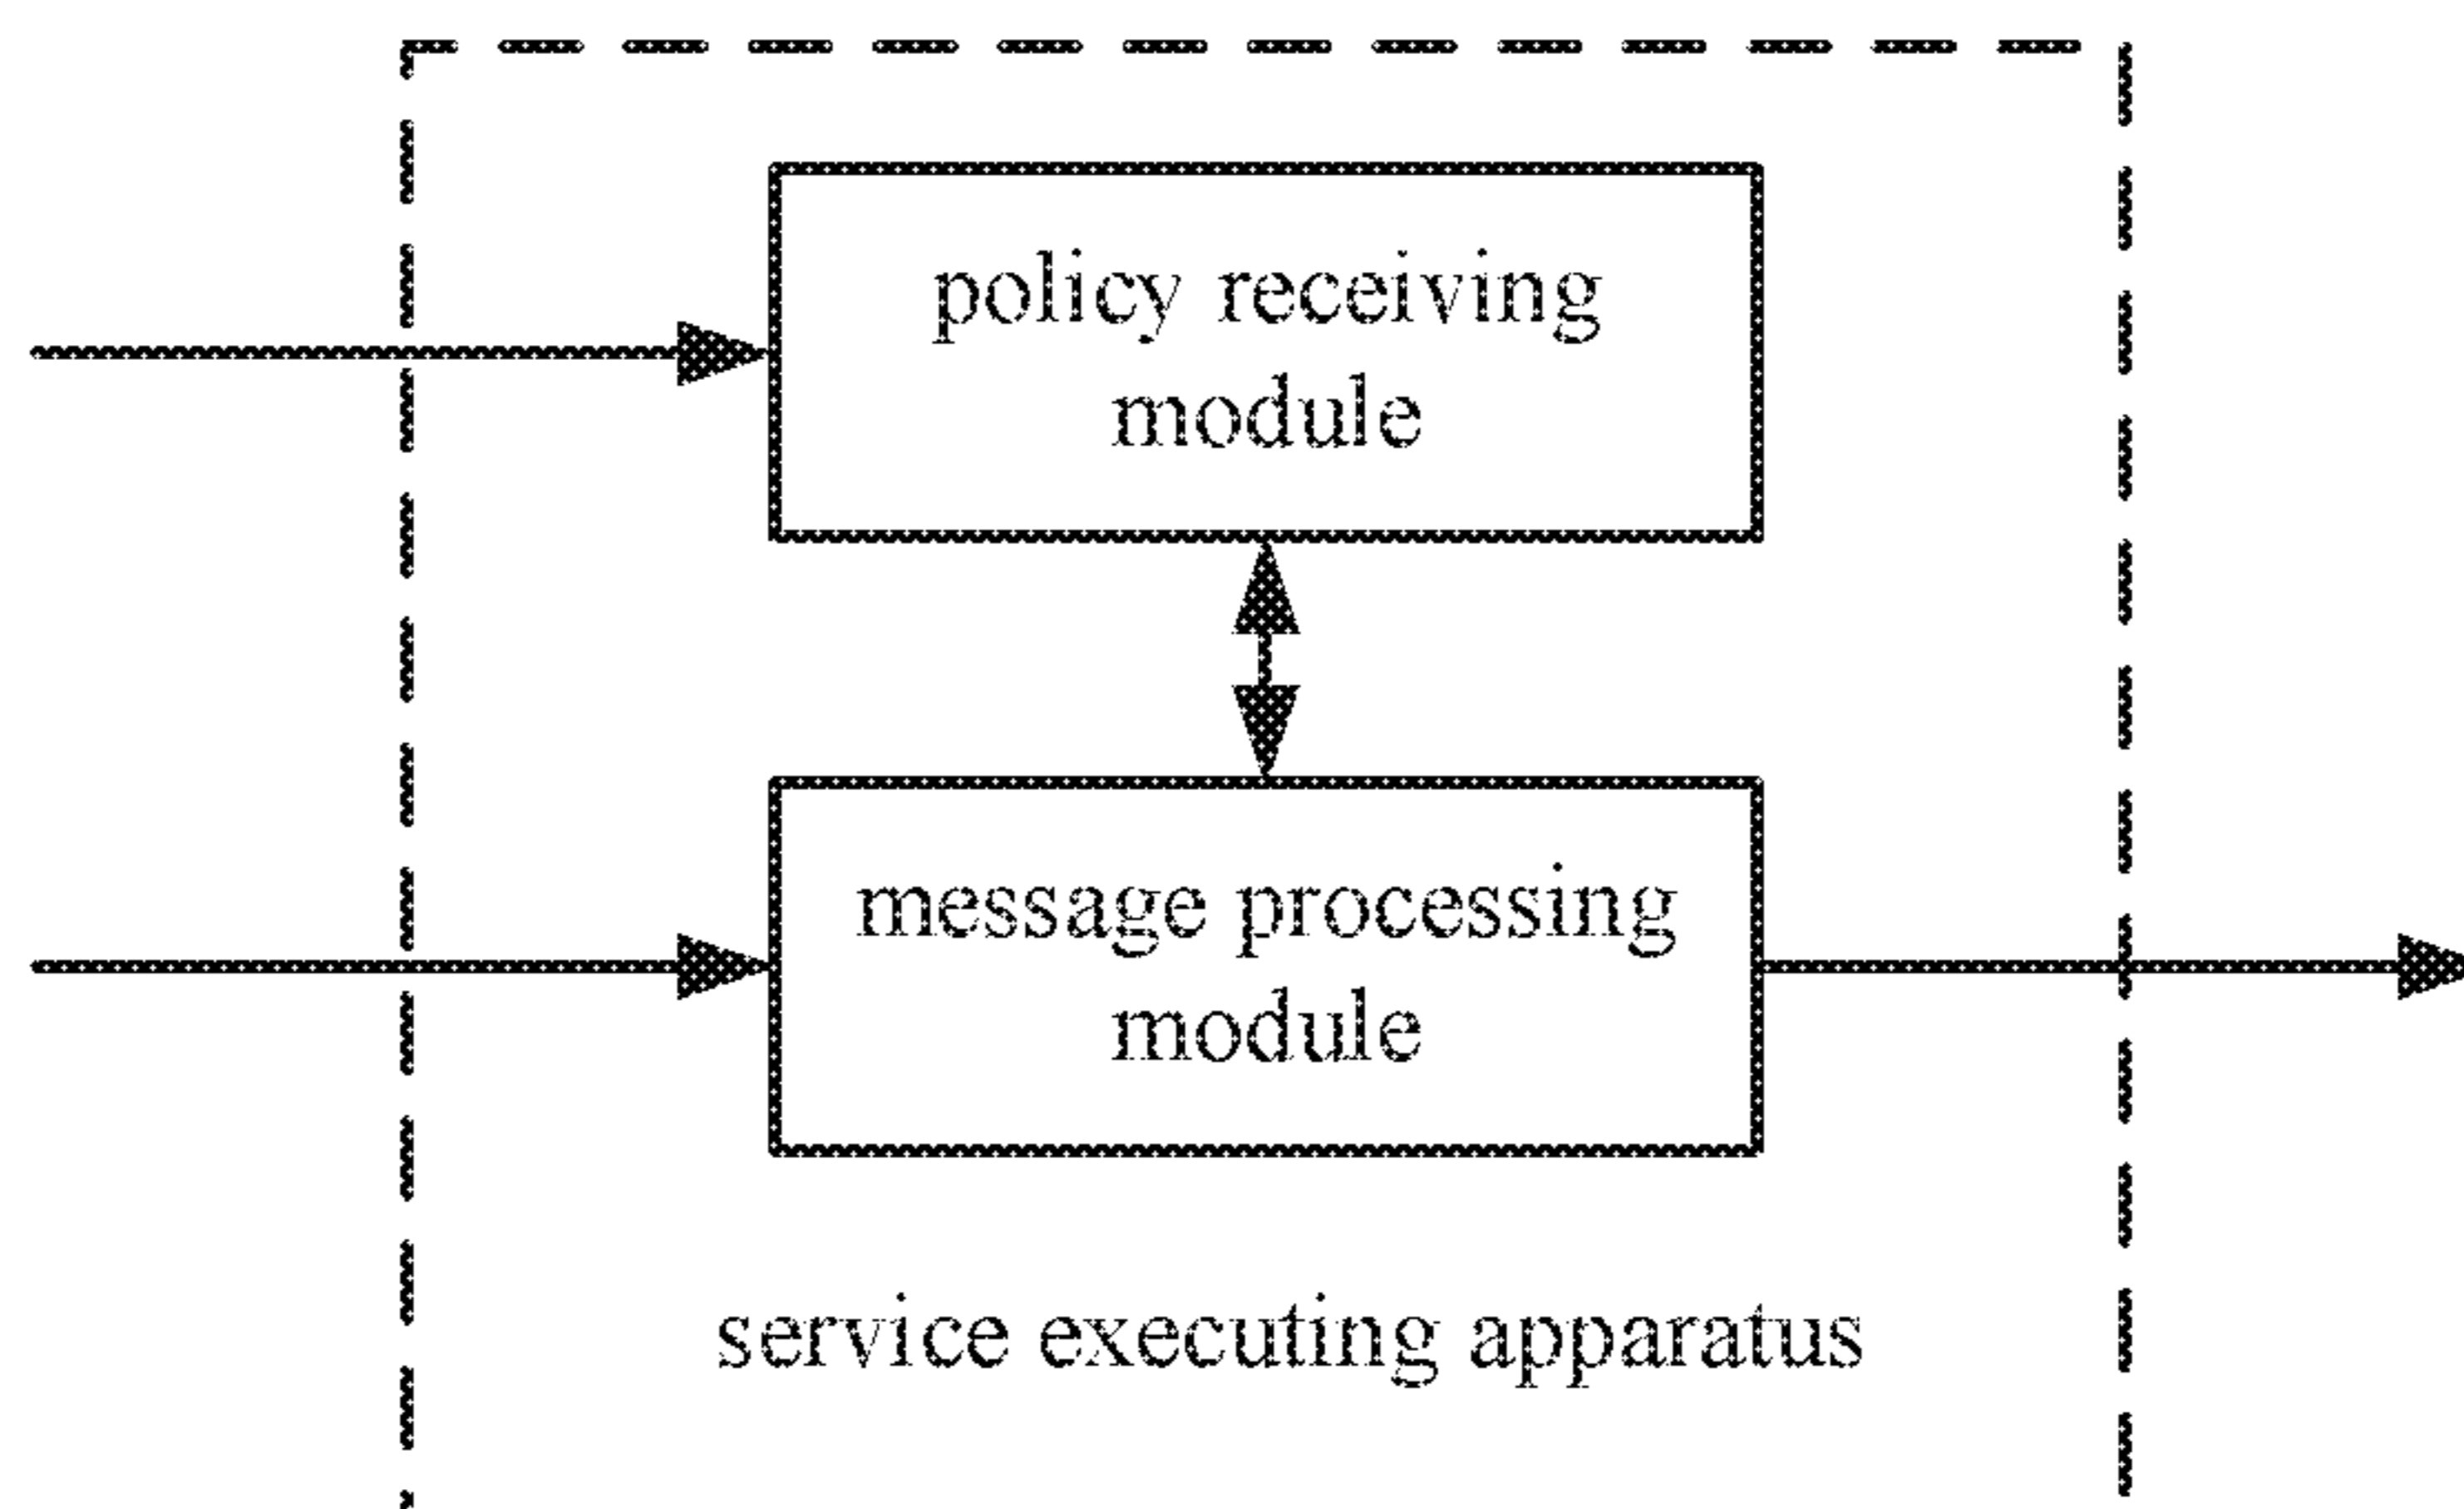 policy receiving
module
message processing
module
service executing apparatus